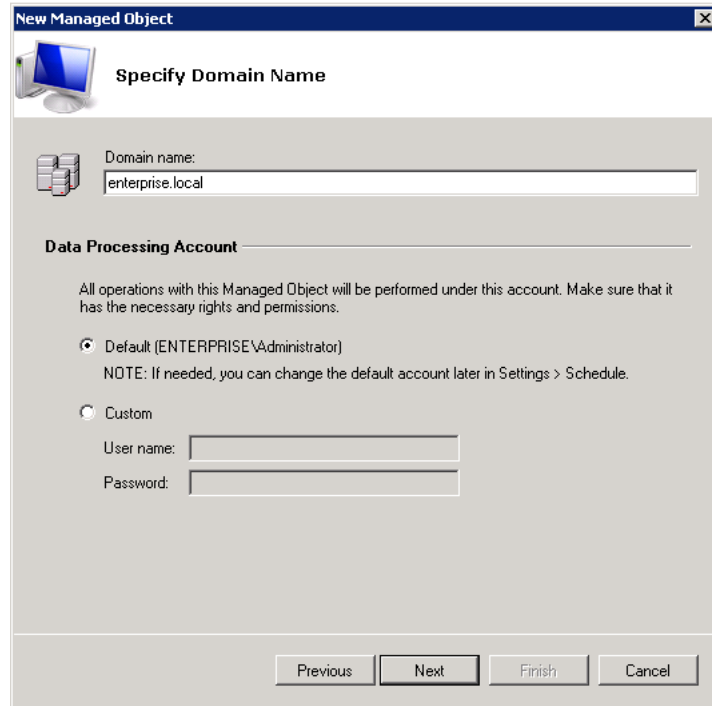 New Managed Object
Specify Domain Name
Domain name:
enterprise.local
Data Processing Account
All operations with this Managed Object will be performed under this account. Make sure that it
has the necessary rights and permissions.
Default (ENTERPRISE\Administrator)
NOTE: If needed, you can change the default account later in Settings > Schedule.
Custom
User name:
Password:
Previous Next Finish Cancel